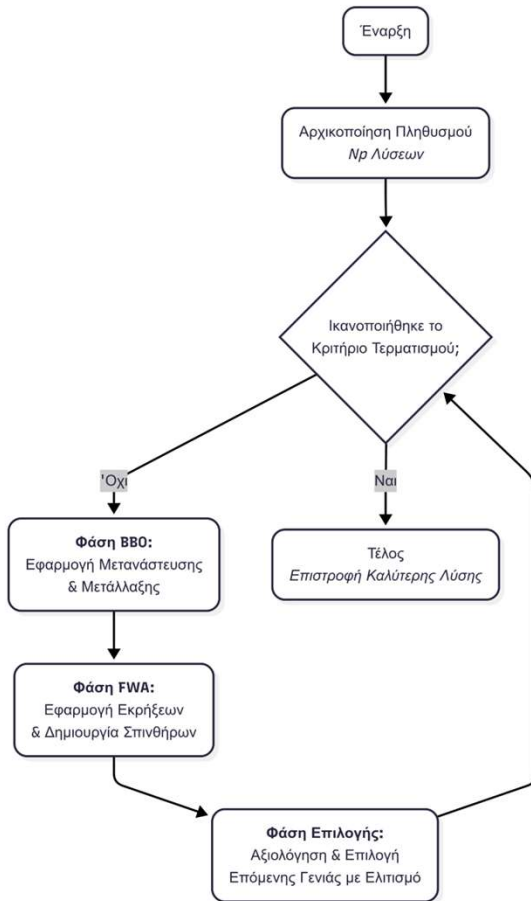 Έναρξη
Αρχικοποίηση Πληθυσμού
Np Λύσεων
Ικανοποιήθηκε το
Κριτήριο Τερματισμού;
'Οχι
Ναι
Φάση BBO:
Εφαρμογή Μετανάστευσης
& Μετάλλαξης
Τέλος
Επιστροφή Καλύτερης Λύσης
Φάση FWA:
Εφαρμογή Εκρήξεων
& Δημιουργία Σπινθήρων
Φάση Επιλογής:
Αξιολόγηση & Επιλογή
Επόμενης Γενιάς με Ελιτισμό